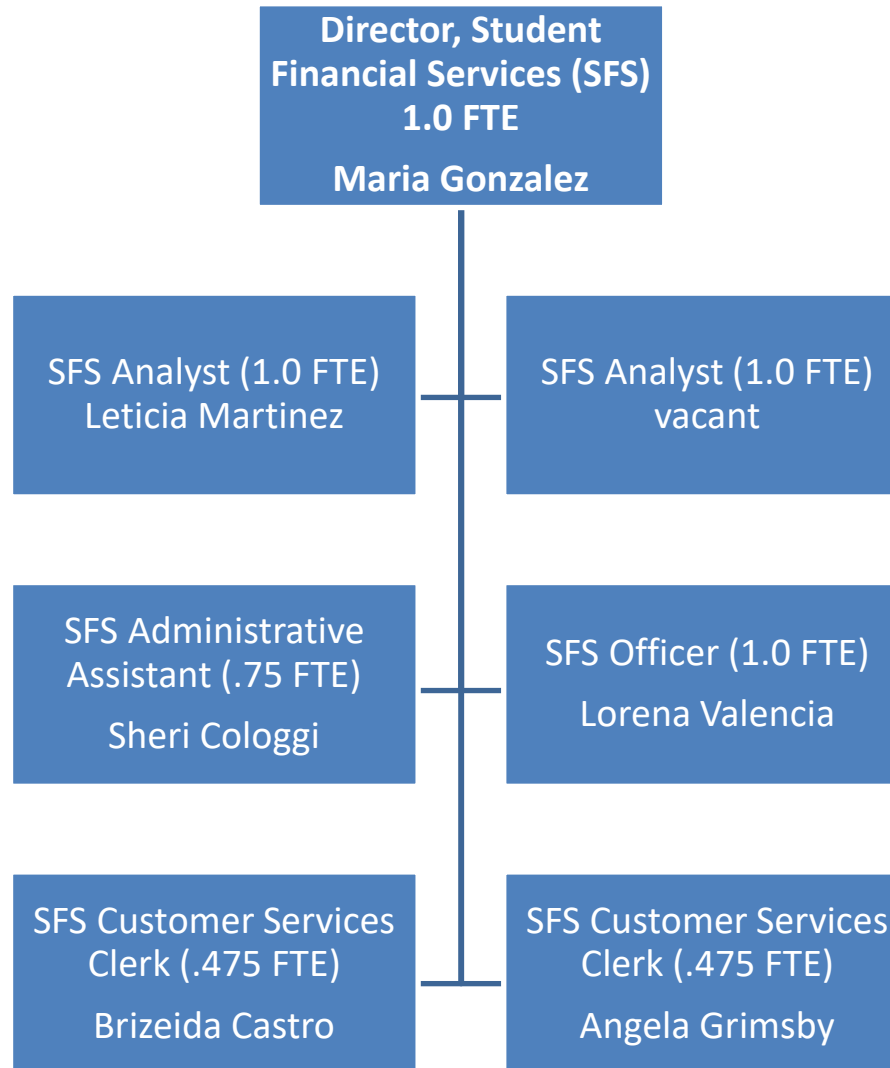 Director, Student
Financial Services (SFS)
1.0 FTE
Maria Gonzalez
SFS Analyst (1.0 FTE)
Leticia Martinez
SFS Analyst (1.0 FTE)
vacant
SFS Administrative
Assistant (.75 FTE)
Sheri Cologgi
SFS Officer (1.0 FTE)
Lorena Valencia
SFS Customer Services
Clerk (.475 FTE)
Brizeida Castro
SFS Customer Services
Clerk (.475 FTE)
Angela Grimsby